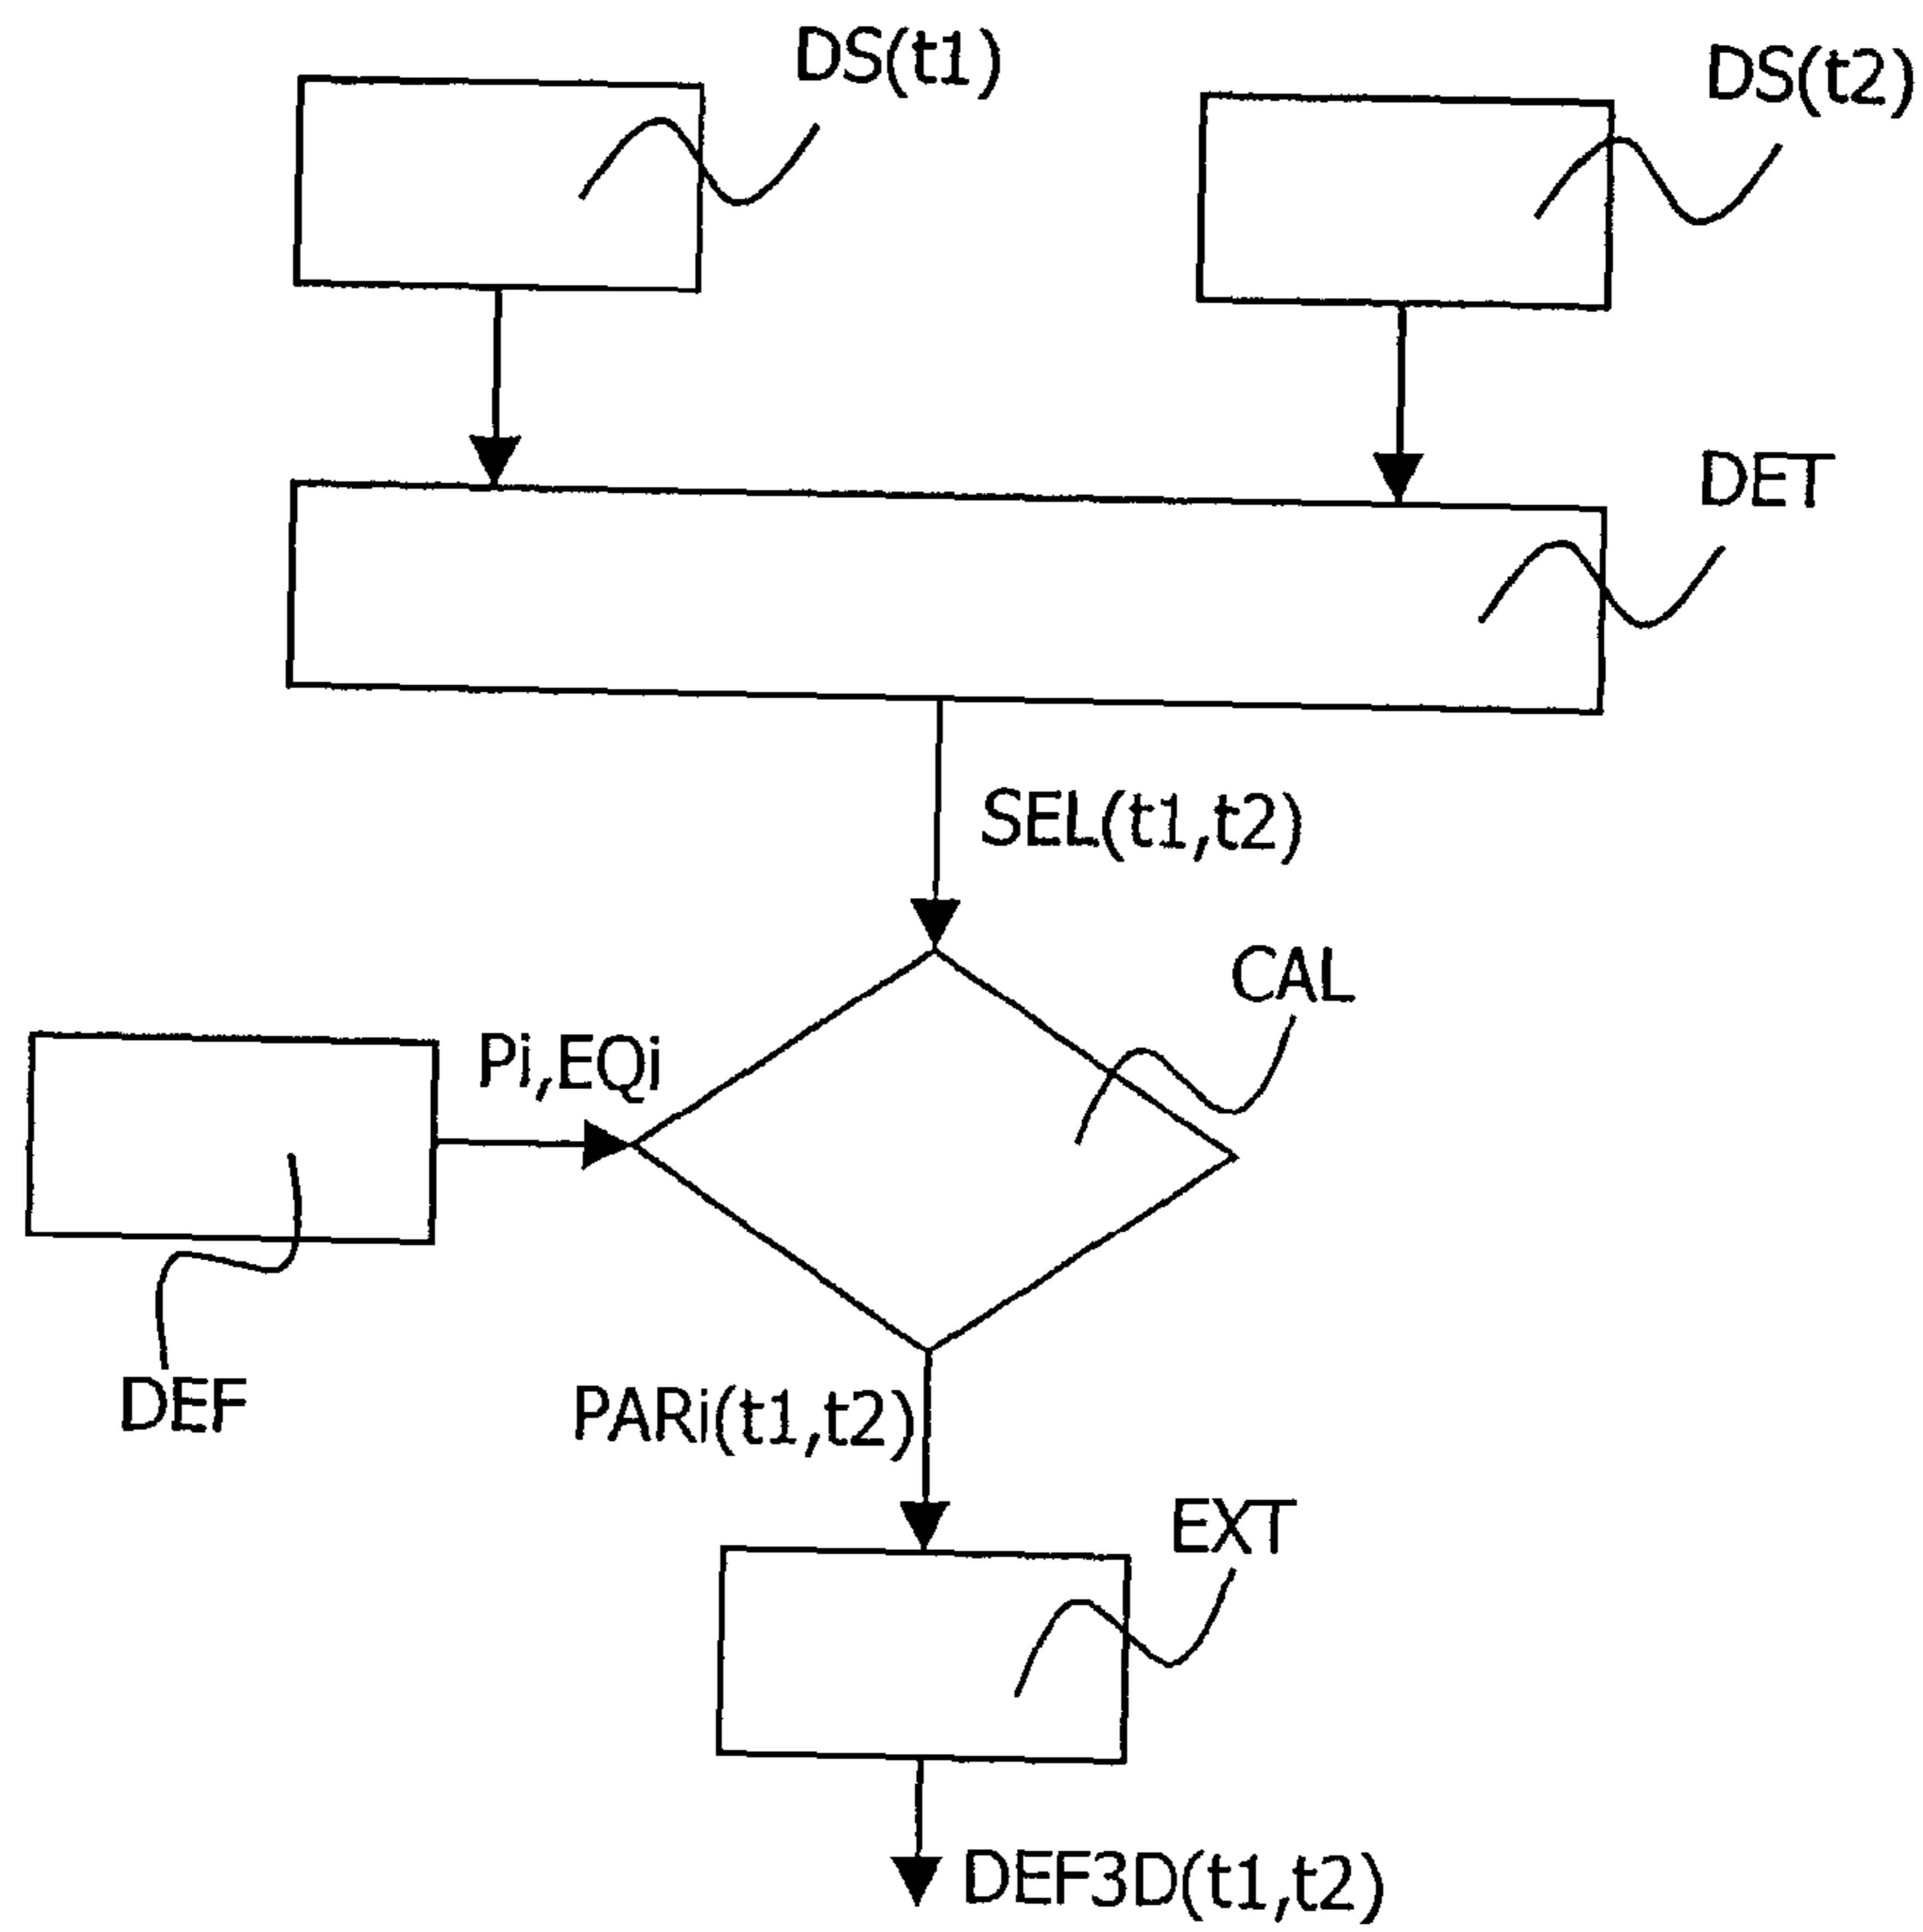 DS(t1)
DS(t2)
DET
SEL(t1,t2)
CAL
Pi,EQi
DEF
PARi(t1,t2)
EXT
DEF3D(t1,t2)